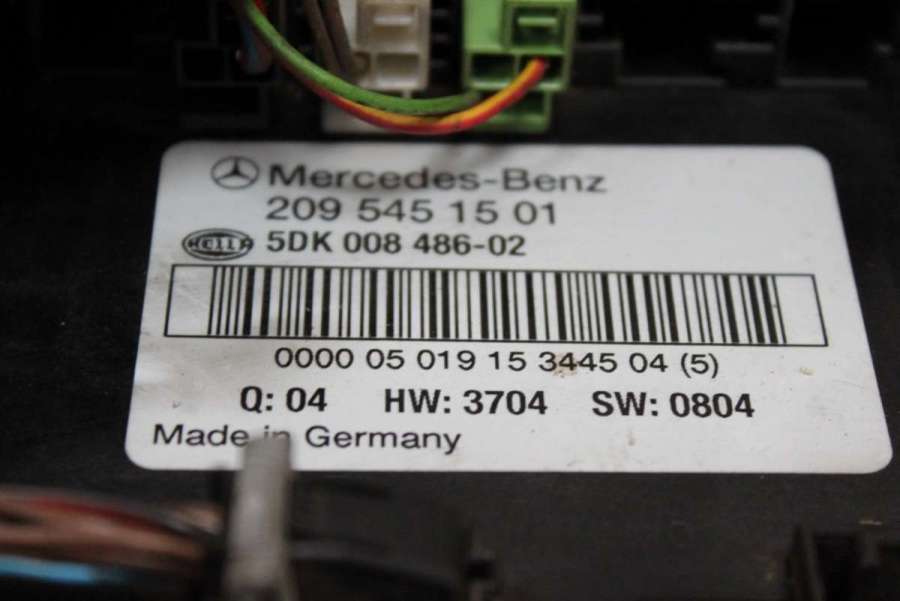 Mercedes-Benz
209 545 15 01
HELLA 5DK 008 486-02
0000 05 019 15 3445 04 (5)
Q: 04 HW: 3704 SW: 0804
Made in Germany